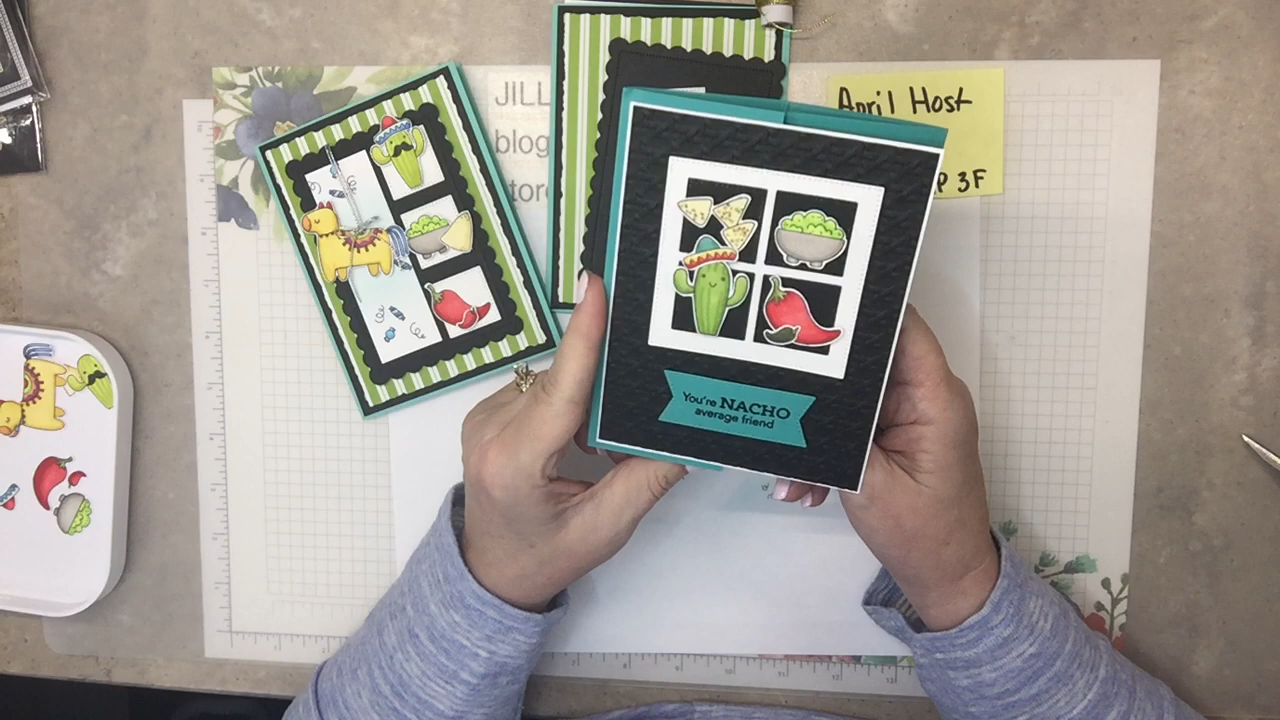 JILL
blog
store
April Host
P 3F
You're NACHO
average friend